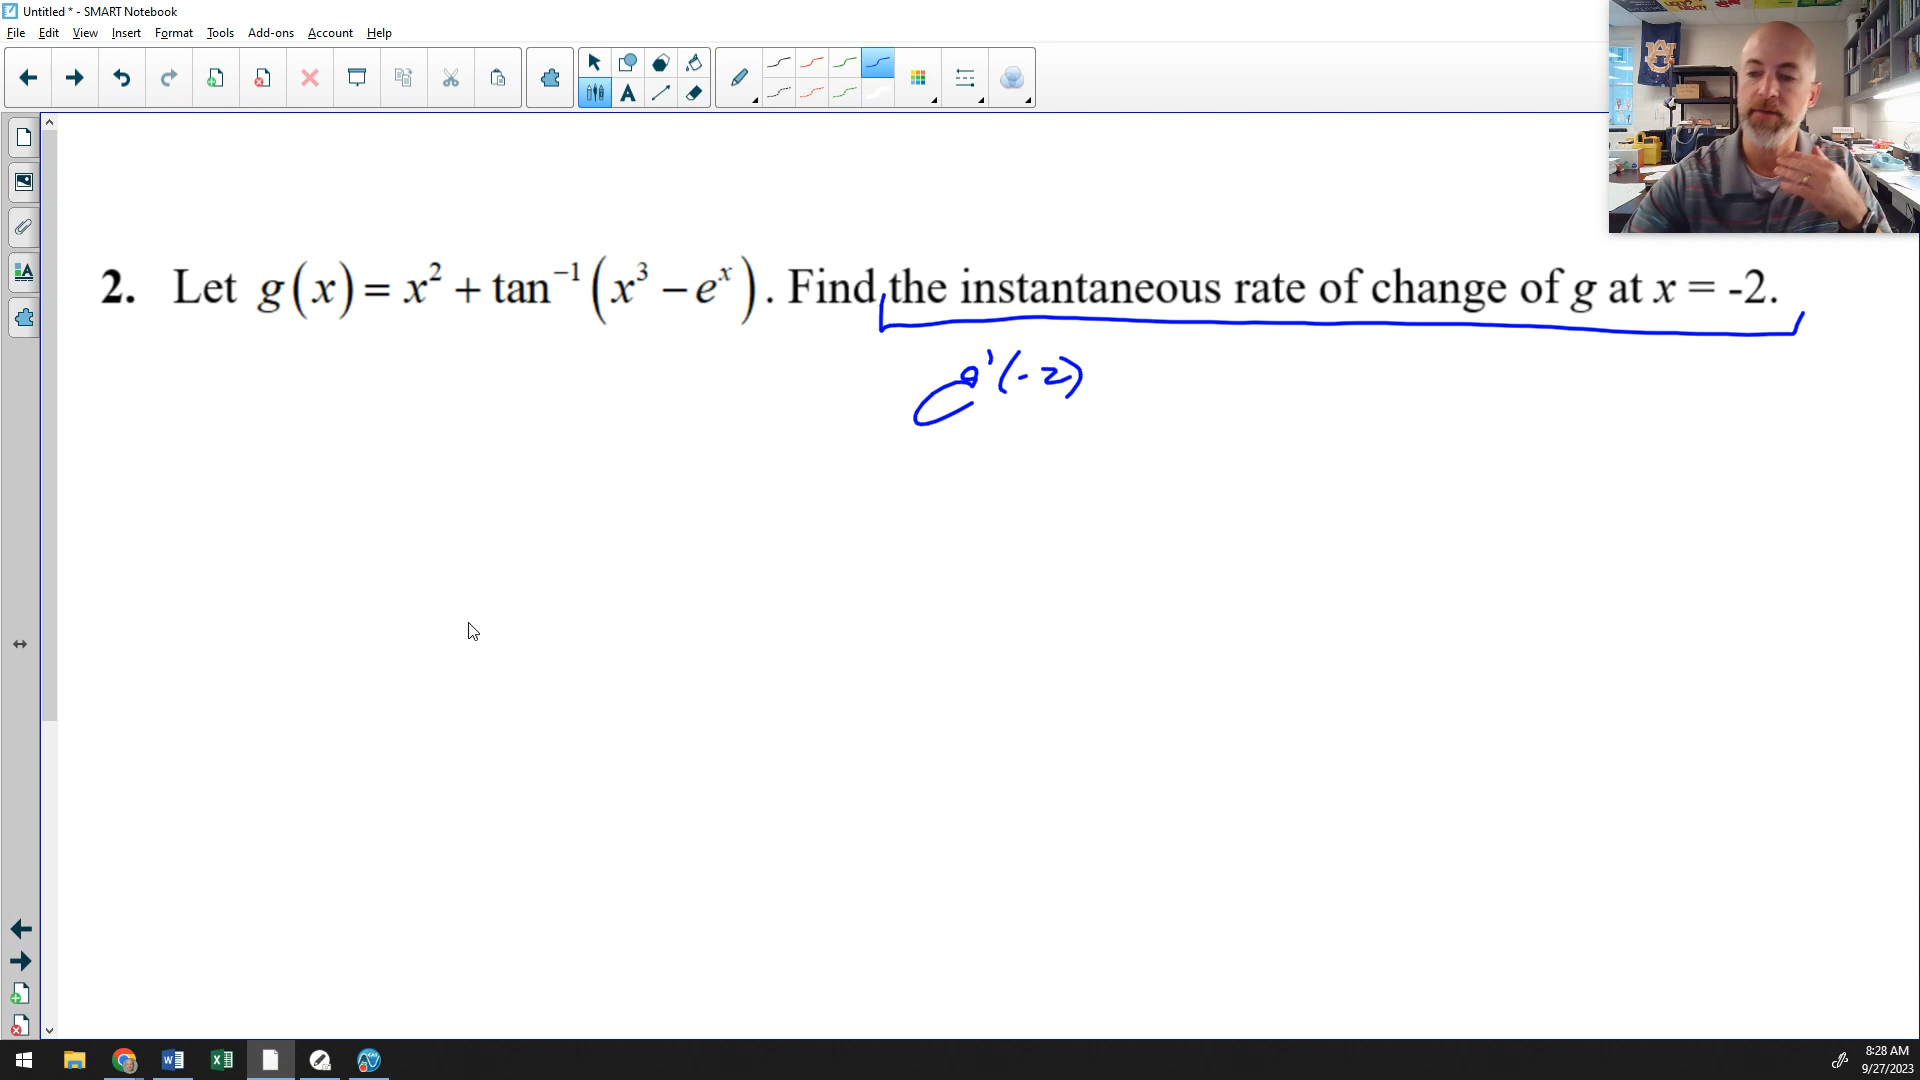 Untitled * - SMART Notebook
File Edit View Insert Format Tools Add-ons Account Help
2. Let g(x) = x² + tan⁻¹(x³ − eˣ). Find the instantaneous rate of change of g at x = -2.
g'(-2)
8:28 AM
9/27/2023